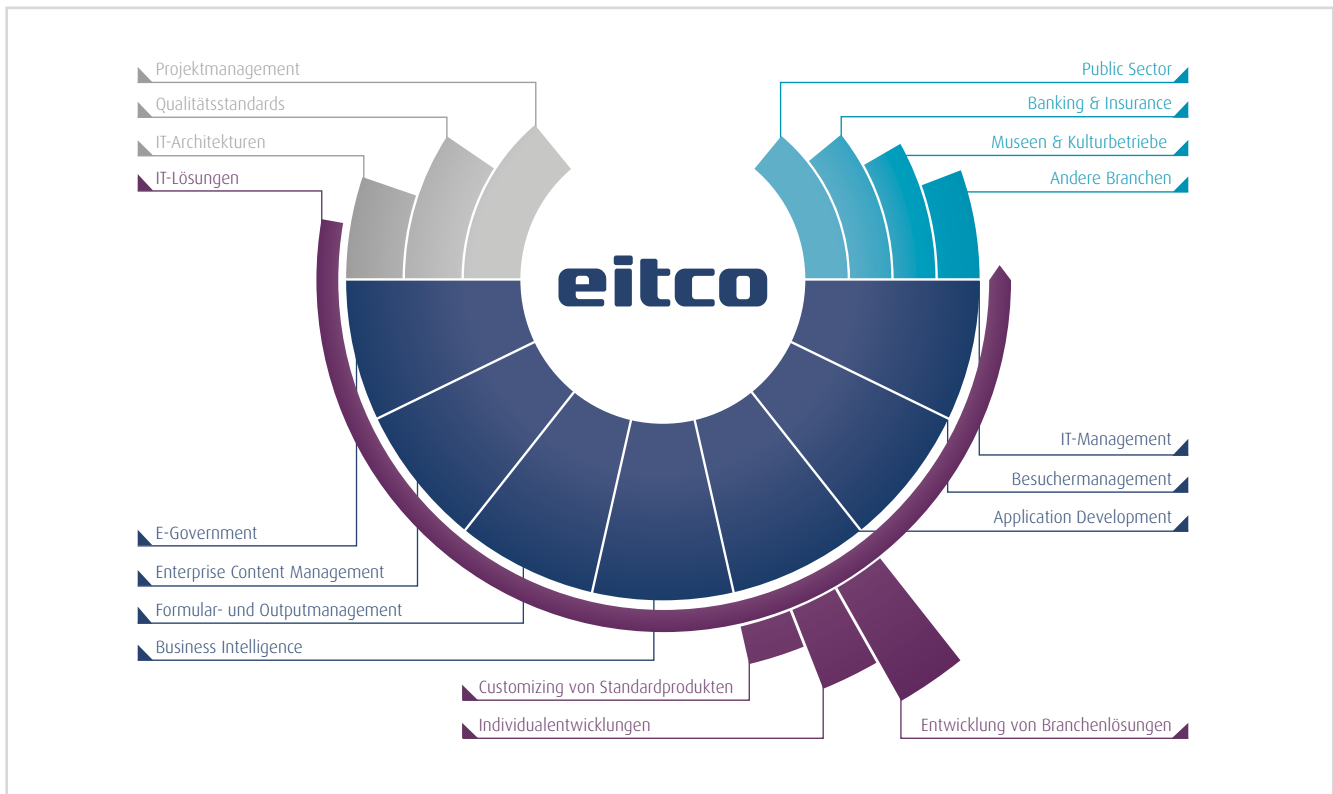 Projektmanagement
Qualitätsstandards
IT-Architekturen
IT-Lösungen
Public Sector
Banking & Insurance
Museen & Kulturbetriebe
Andere Branchen
eitco
E-Government
Enterprise Content Management
Formular- und Outputmanagement
Business Intelligence
IT-Management
Besuchermanagement
Application Development
Customizing von Standardprodukten
Individualentwicklungen
Entwicklung von Branchenlösungen